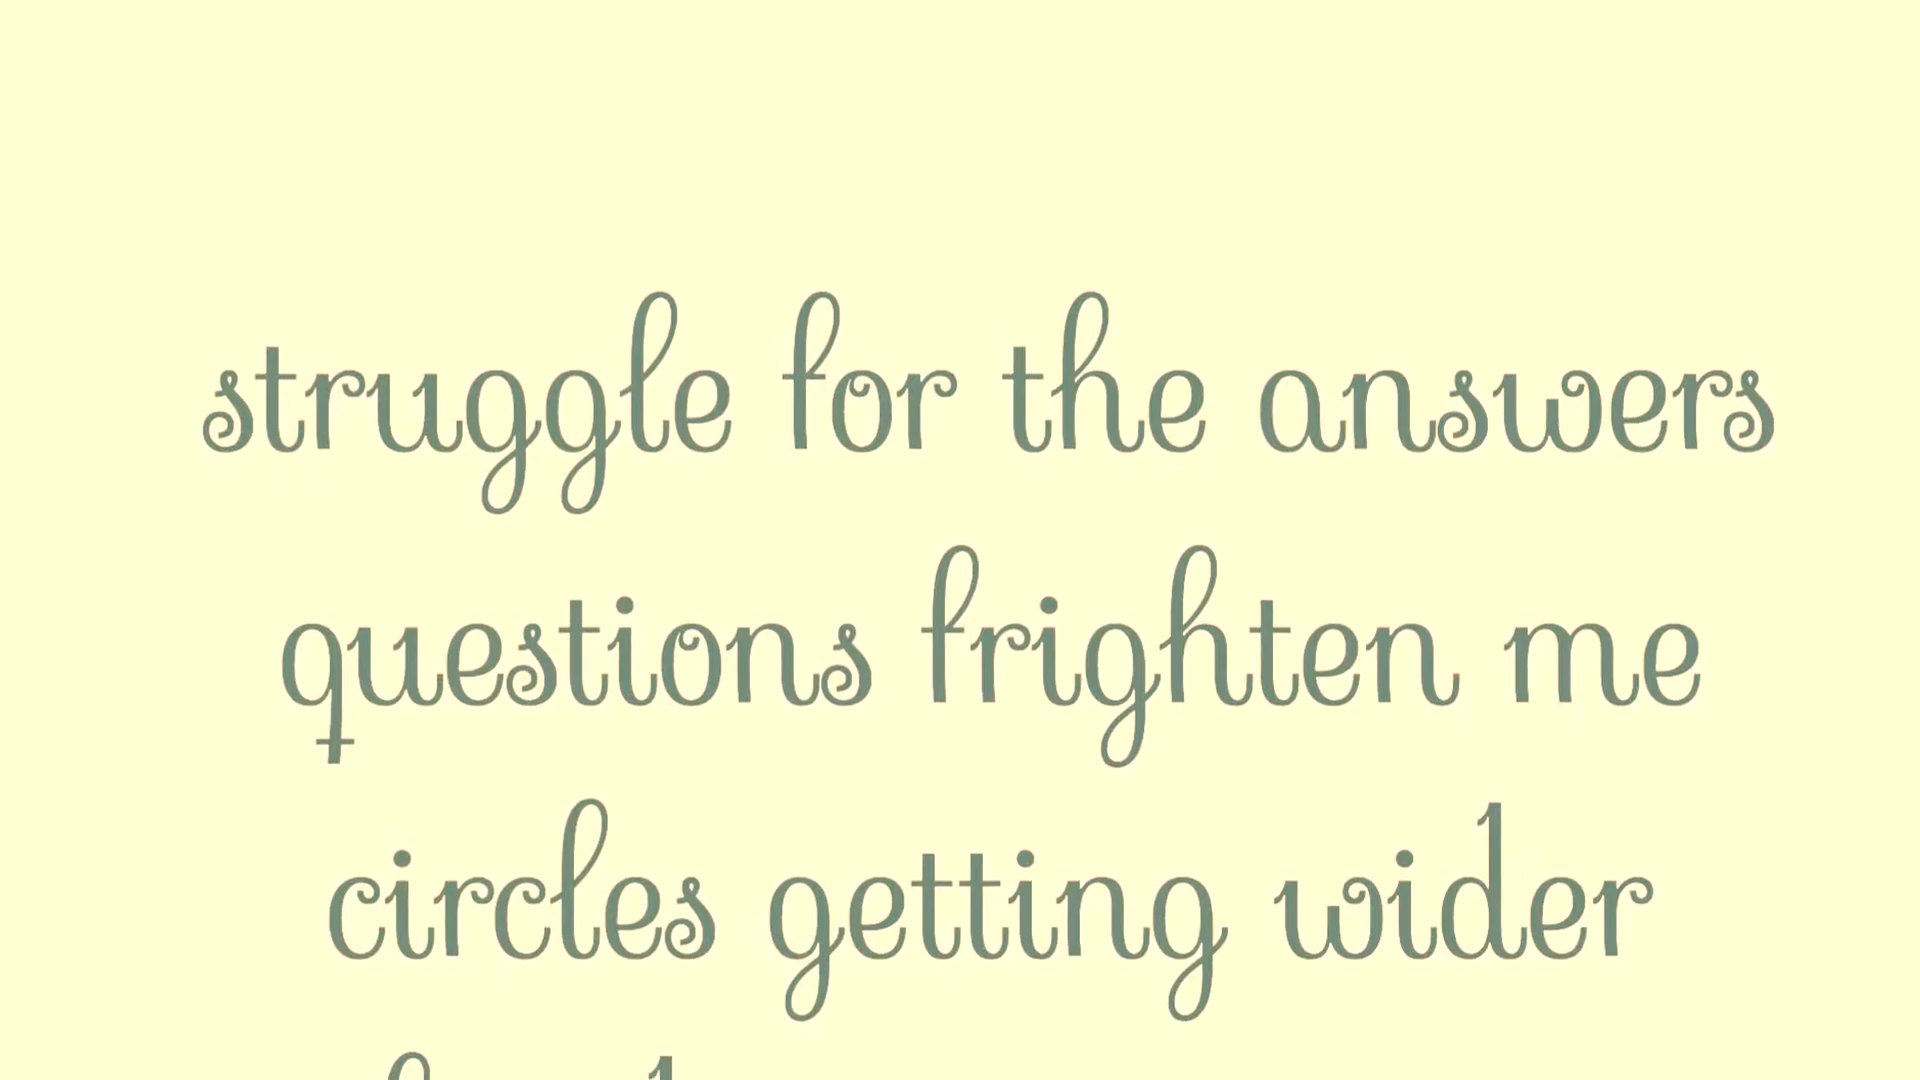 struggle for the answers
questions frighten me
circles getting wider